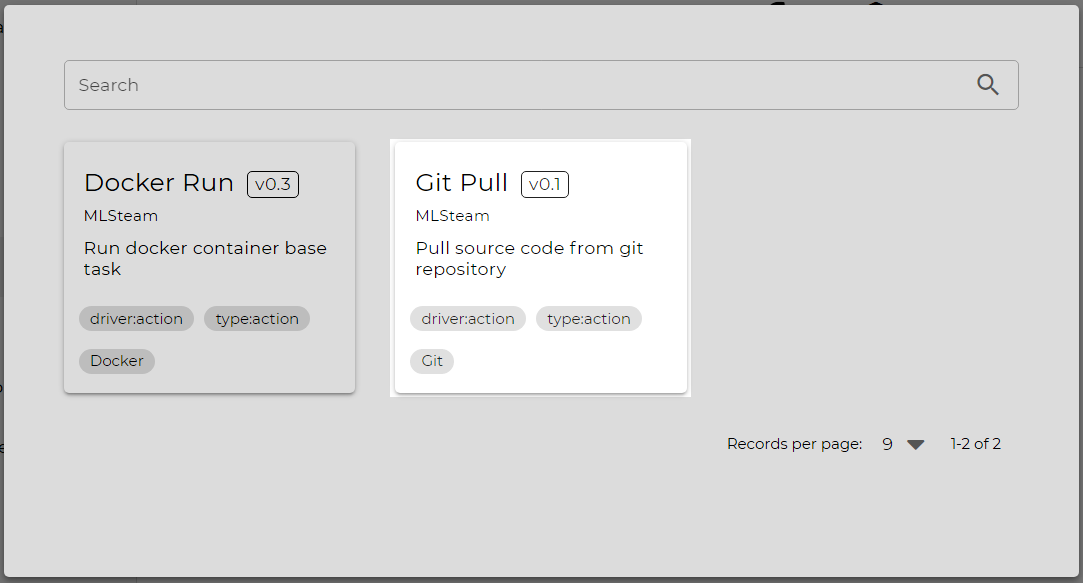 Search
Docker Run v0.3
MLSteam
Run docker container base
task
driver:action type:action
Docker
Git Pull v0.1
MLSteam
Pull source code from git
repository
driver:action type:action
Git
Records per page: 9 1-2 of 2